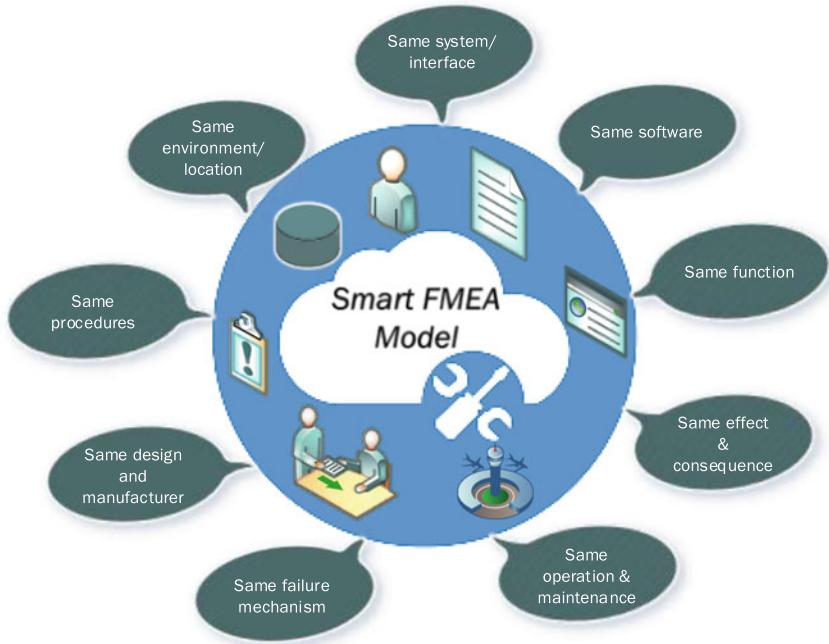 Same system/
interface
Same software
Same
environment/
location
Same function
Smart FMEA
Model
Same
procedures
Same effect
&
consequence
Same design
and
manufacturer
Same
operation &
maintenance
Same failure
mechanism